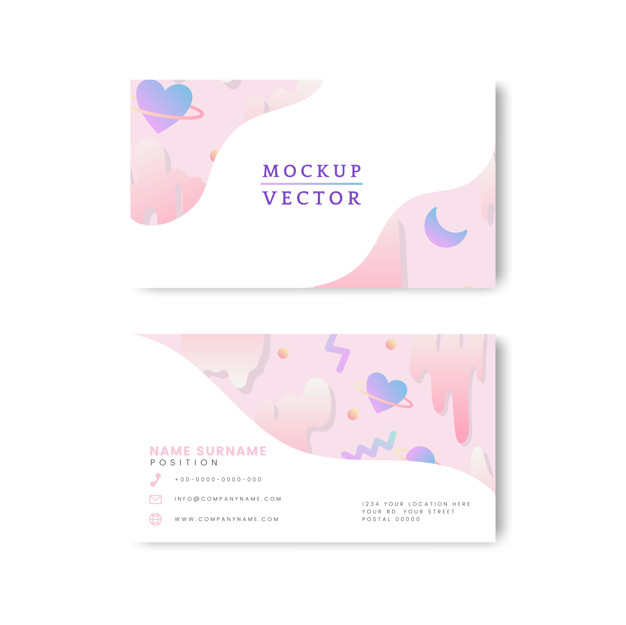 MOCKUP
VECTOR
NAME SURNAME
POSITION
+00-0000-0000-000
INFO@COMPANYNAME.COM
WWW.COMPANYNAME.COM
1234 YOUR LOCATION HERE
YOUR RD. YOUR STREET
POSTAL 00000